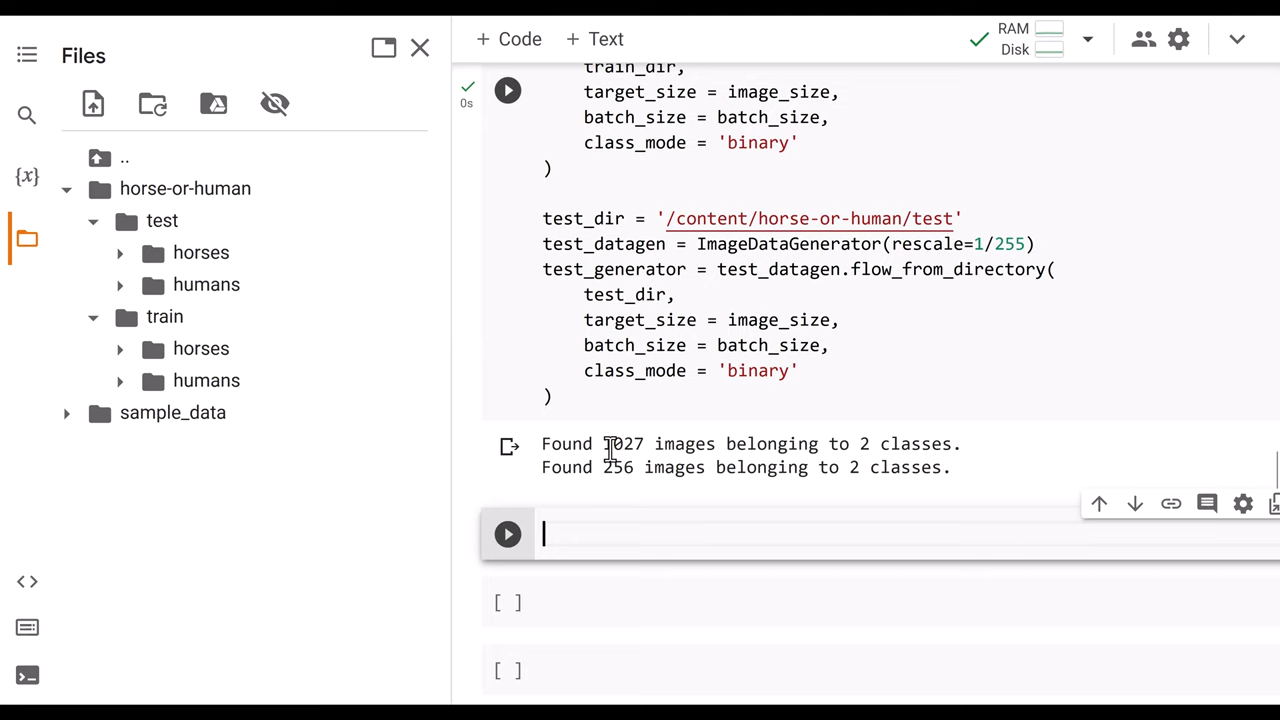 Files
..
horse-or-human
test
horses
humans
train
horses
humans
sample_data
{x}
+ Code + Text
RAM
Disk
0s
train_dir,
target_size = image_size,
batch_size = batch_size,
class_mode = 'binary'
)
test_dir = '/content/horse-or-human/test'
test_datagen = ImageDataGenerator(rescale=1/255)
test_generator = test_datagen.flow_from_directory(
test_dir,
target_size = image_size,
batch_size = batch_size,
class_mode = 'binary'
)
Found 1027 images belonging to 2 classes.
Found 256 images belonging to 2 classes.
[ ]
[ ]